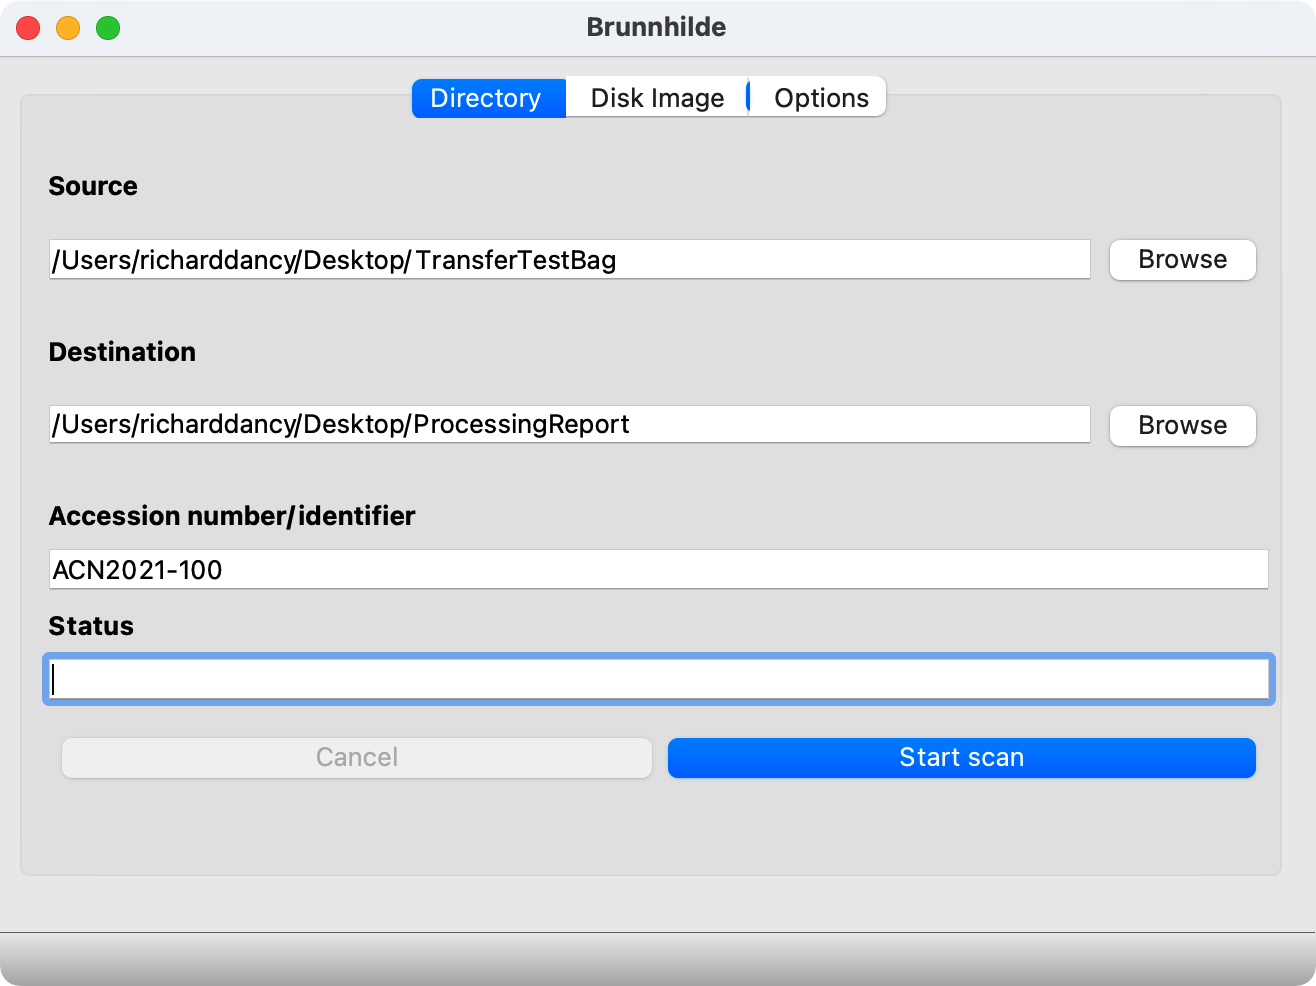 Brunnhilde
Directory Disk Image Options
Source
/Users/richarddancy/Desktop/TransferTestBag Browse
Destination
/Users/richarddancy/Desktop/ProcessingReport Browse
Accession number/identifier
ACN2021-100
Status
Cancel Start scan